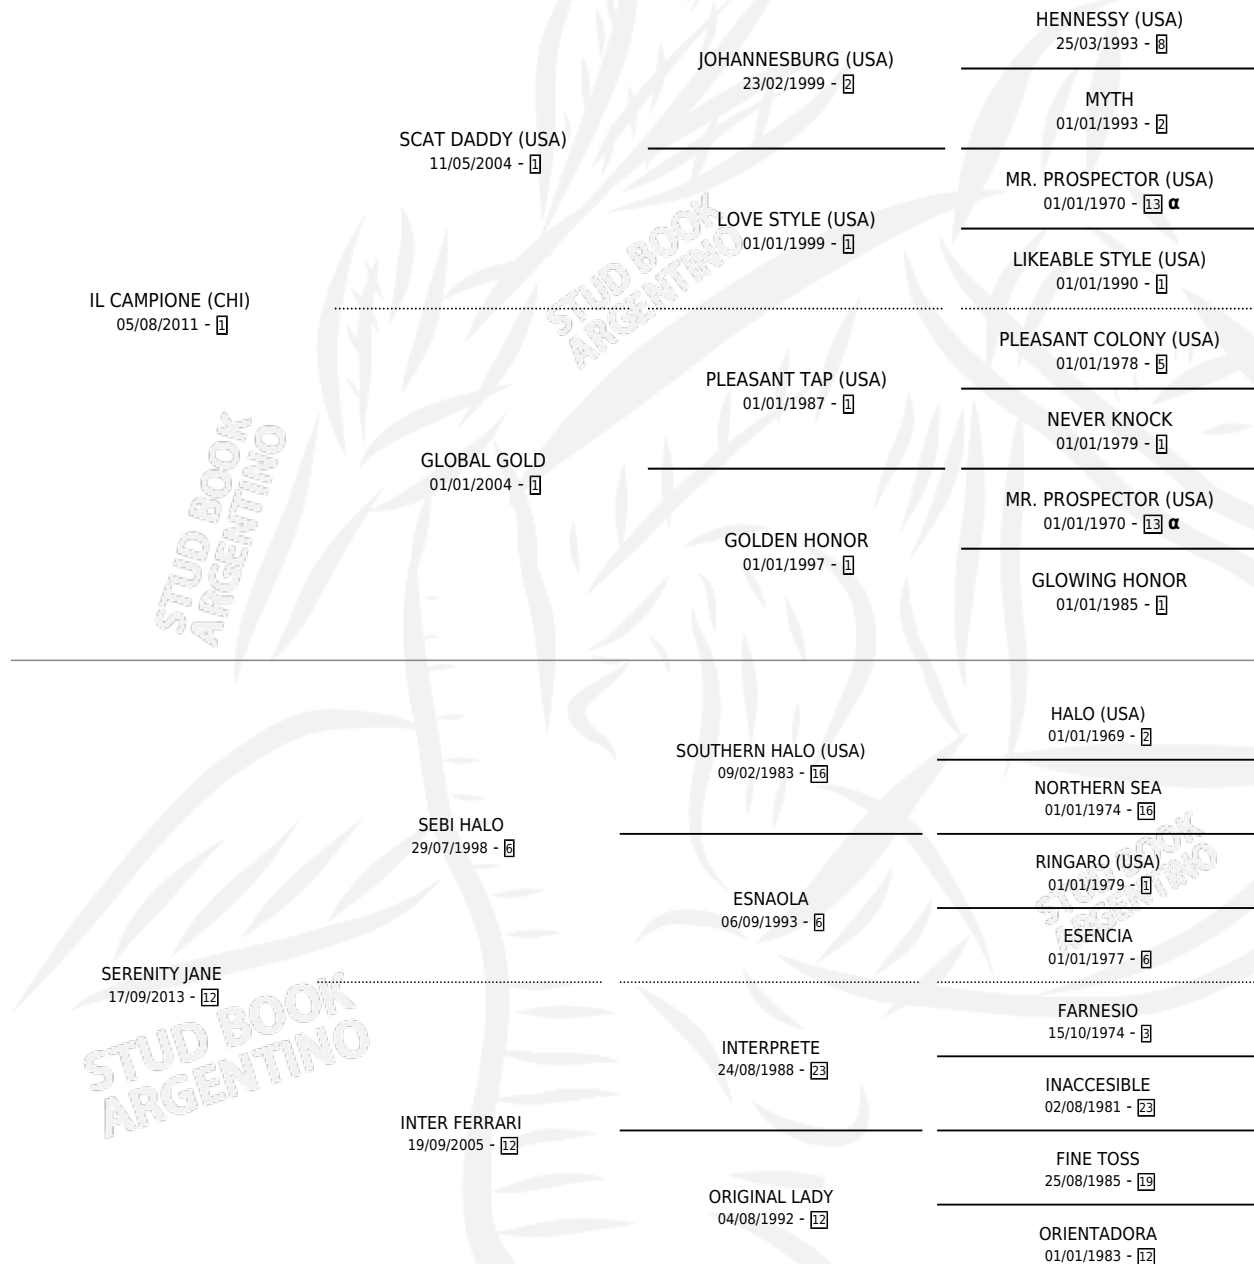 HENNESSY (USA)
25/03/1993 - 8
JOHANNESBURG (USA)
23/02/1999 - 2
MYTH
01/01/1993 - 2
SCAT DADDY (USA)
11/05/2004 - 1
MR. PROSPECTOR (USA)
01/01/1970 - 13 α
LOVE STYLE (USA)
01/01/1999 - 1
LIKEABLE STYLE (USA)
01/01/1990 - 1
IL CAMPIONE (CHI)
05/08/2011 - 1
STUD BOOK
ARGENTINO
PLEASANT COLONY (USA)
01/01/1978 - 5
PLEASANT TAP (USA)
01/01/1987 - 1
NEVER KNOCK
01/01/1979 - 1
GLOBAL GOLD
01/01/2004 - 1
MR. PROSPECTOR (USA)
01/01/1970 - 13 α
GOLDEN HONOR
01/01/1997 - 1
GLOWING HONOR
01/01/1985 - 1
STUD BOOK
ARGENTINO
HALO (USA)
01/01/1969 - 2
SOUTHERN HALO (USA)
09/02/1983 - 16
NORTHERN SEA
01/01/1974 - 16
SEBI HALO
29/07/1998 - 6
RINGARO (USA)
01/01/1979 - 1
STUD BOOK
ARGENTINO
ESNAOLA
06/09/1993 - 6
ESENCIA
01/01/1977 - 6
SERENITY JANE
17/09/2013 - 12
STUD BOOK
ARGENTINO
FARNESIO
15/10/1974 - 3
INTERPRETE
24/08/1988 - 23
INACCESIBLE
02/08/1981 - 23
INTER FERRARI
19/09/2005 - 12
FINE TOSS
25/08/1985 - 19
ORIGINAL LADY
04/08/1992 - 12
ORIENTADORA
01/01/1983 - 12